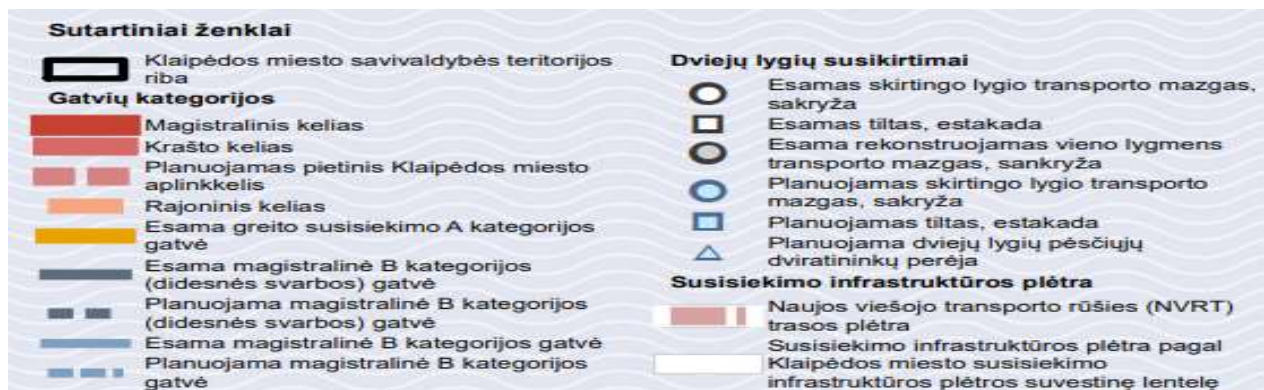 Sutartiniai ženklai
Klaipėdos miesto savivaldybės teritorijos
riba
Gatvių kategorijos
Magistralinis kelias
Krašto kelias
Planuojamas pietinis Klaipėdos miesto
aplinkkelis
Rajoninis kelias
Esama greito susisiekimo A kategorijos
gatvė
Esama magistralinė B kategorijos
(didesnės svarbos) gatvė
Planuojama magistralinė B kategorijos
(didesnės svarbos) gatvė
Esama magistralinė B kategorijos gatvė
Planuojama magistralinė B kategorijos
gatvė
Dviejų lygių susikirtimai
Esamas skirtingo lygio transporto mazgas,
sakryža
Esamas tiltas, estakada
Esama rekonstruojamas vieno lygmens
transporto mazgas, sankryža
Planuojamas skirtingo lygio transporto
mazgas, sakryža
Planuojamas tiltas, estakada
Planuojama dviejų lygių pėsčiųjų
dviratininkų perėja
Susisiekimo infrastruktūros plėtra
Naujos viešojo transporto rūšies (NVRT)
trasos plėtra
Susisiekimo infrastruktūros plėtra pagal
Klaipėdos miesto susisiekimo
infrastruktūros plėtros suvestinę lentelę